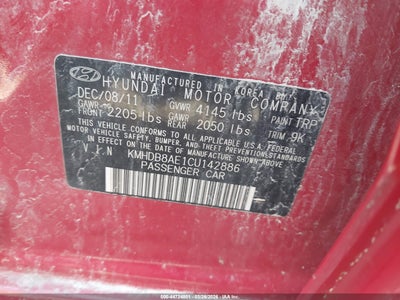 MANUFACTURED IN KOREA BY
HYUNDAI MOTOR COMPANY
DEC/08/11 GVWR 4145 lbs PAINT TRP
GAWR FRONT 2205 lbs GAWR REAR 2050 lbs TRIM 9K
THIS VEHICLE CONFORMS TO ALL APPLICABLE
FEDERAL MOTOR VEHICLE SAFETY, BUMPER, AND THEFT PREVENTION STANDARDS
IN EFFECT ON THE DATE OF MANUFACTURE SHOWN ABOVE
VIN KMHDB8AE1CU142886
PASSENGER CAR